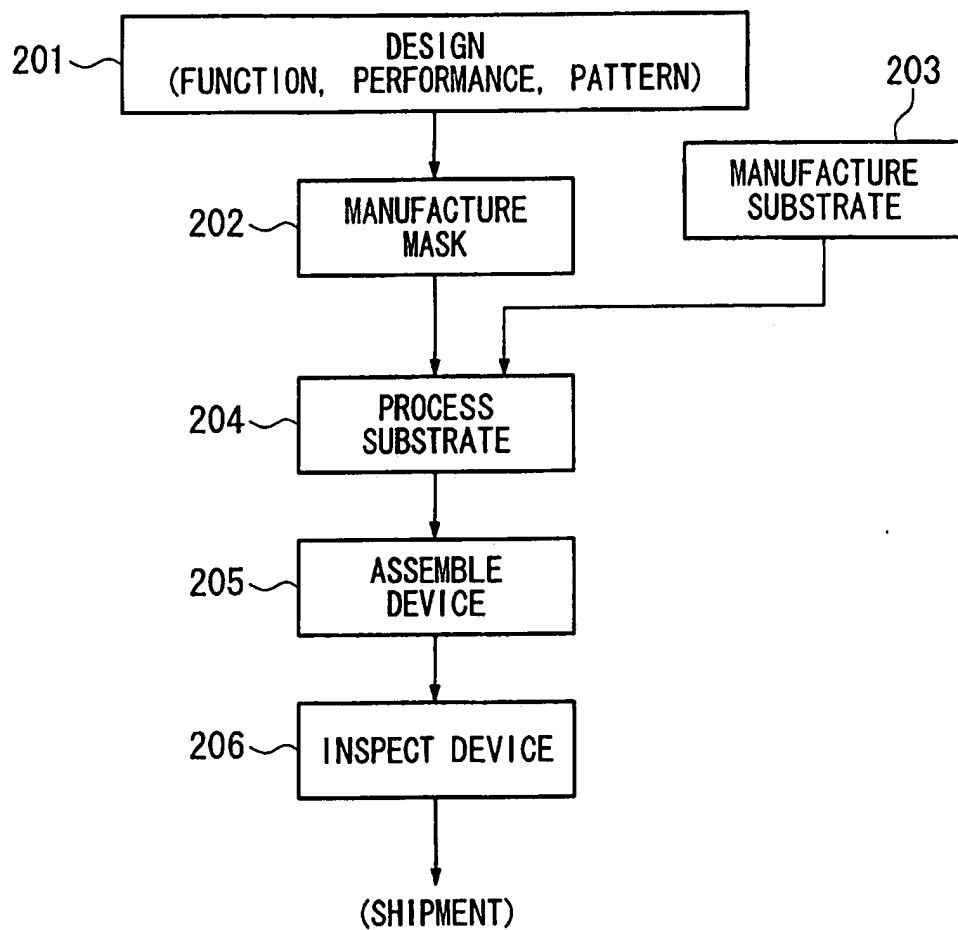 201
DESIGN
(FUNCTION, PERFORMANCE, PATTERN)
203
MANUFACTURE
SUBSTRATE
202
MANUFACTURE
MASK
204
PROCESS
SUBSTRATE
205
ASSEMBLE
DEVICE
206
INSPECT DEVICE
(SHIPMENT)